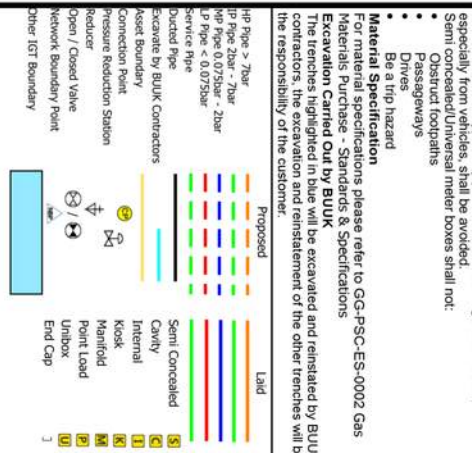 especially from vehicles, shall be avoided.
Semi concealed/Universal meter boxes shall not:
• Obstruct footpaths
• Passageways
• Drives
• Be a trip hazard
Material Specification
For material specifications please refer to GG-PSC-ES-0002 Gas
Materials Purchase - Standards & Specifications
Excavation Carried Out by BUUK
The trenches highlighted in blue will be excavated and reinstated by BUU
contractors, the excavation and reinstatement of the other trenches will b
the responsibility of the customer.
Proposed Laid
HP Pipe > 7bar
IP Pipe 2bar - 7bar
MP Pipe 0.075bar - 2bar
LP Pipe < 0.075bar
Service Pipe
Ducted Pipe
Excavate by BUUK Contractors
Asset Boundary
Connection Point
Pressure Reduction Station
Reducer
Open / Closed Valve
Network Boundary Point
Other IGT Boundary
Semi Concealed S
Cavity C
Internal I
Kiosk K
Manifold M
Point Load P
Unibox U
End Cap